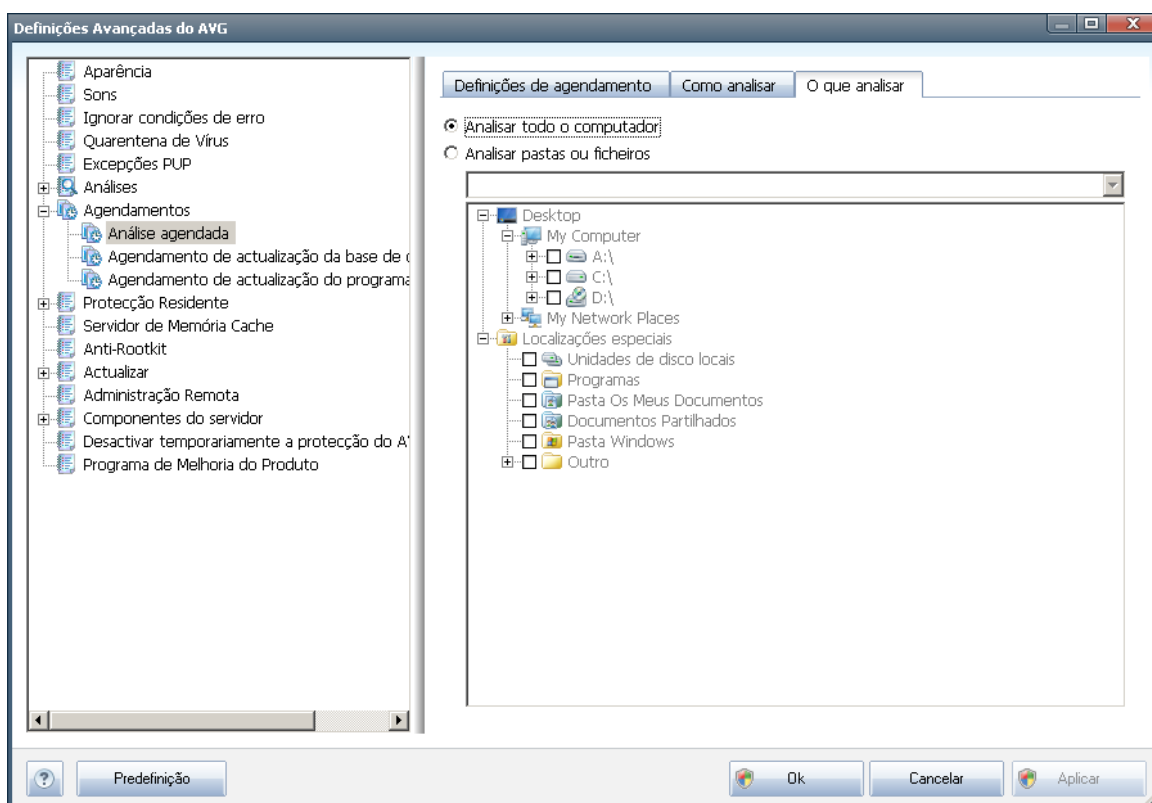 Definições Avançadas do AVG
Aparência
Sons
Ignorar condições de erro
Quarentena de Vírus
Excepções PUP
Análises
Agendamentos
Análise agendada
Agendamento de actualização da base de
Agendamento de actualização do programa
Protecção Residente
Servidor de Memória Cache
Anti-Rootkit
Actualizar
Administração Remota
Componentes do servidor
Desactivar temporariamente a protecção do
Programa de Melhoria do Produto
Definições de agendamento
Como analisar
O que analisar
Analisar todo o computador
Analisar pastas ou ficheiros
Desktop
My Computer
A:\
C:\
D:\
My Network Places
Localizações especiais
Unidades de disco locais
Programas
Pasta Os Meus Documentos
Documentos Partilhados
Pasta Windows
Outro
?
Predefinição
Ok
Cancelar
Aplicar